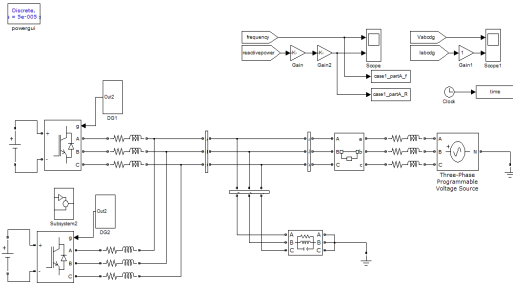 Discrete,
s = 5e-005 s
powergui
frequency
reactivepower
Gain
Gain2
Scope
case1_partA_f
case1_partA_R
Vabcdg
Iabcdg
Gain1
Scope1
Clock
time
Out2
DG1
g
A
B
C
+
-
A
B
C
a
b
c
A
B
C
N
Three-Phase
Programmable
Voltage Source
Subsystem2
Out2
DG2
g
A
B
C
+
-
A
B
C
A
B
C